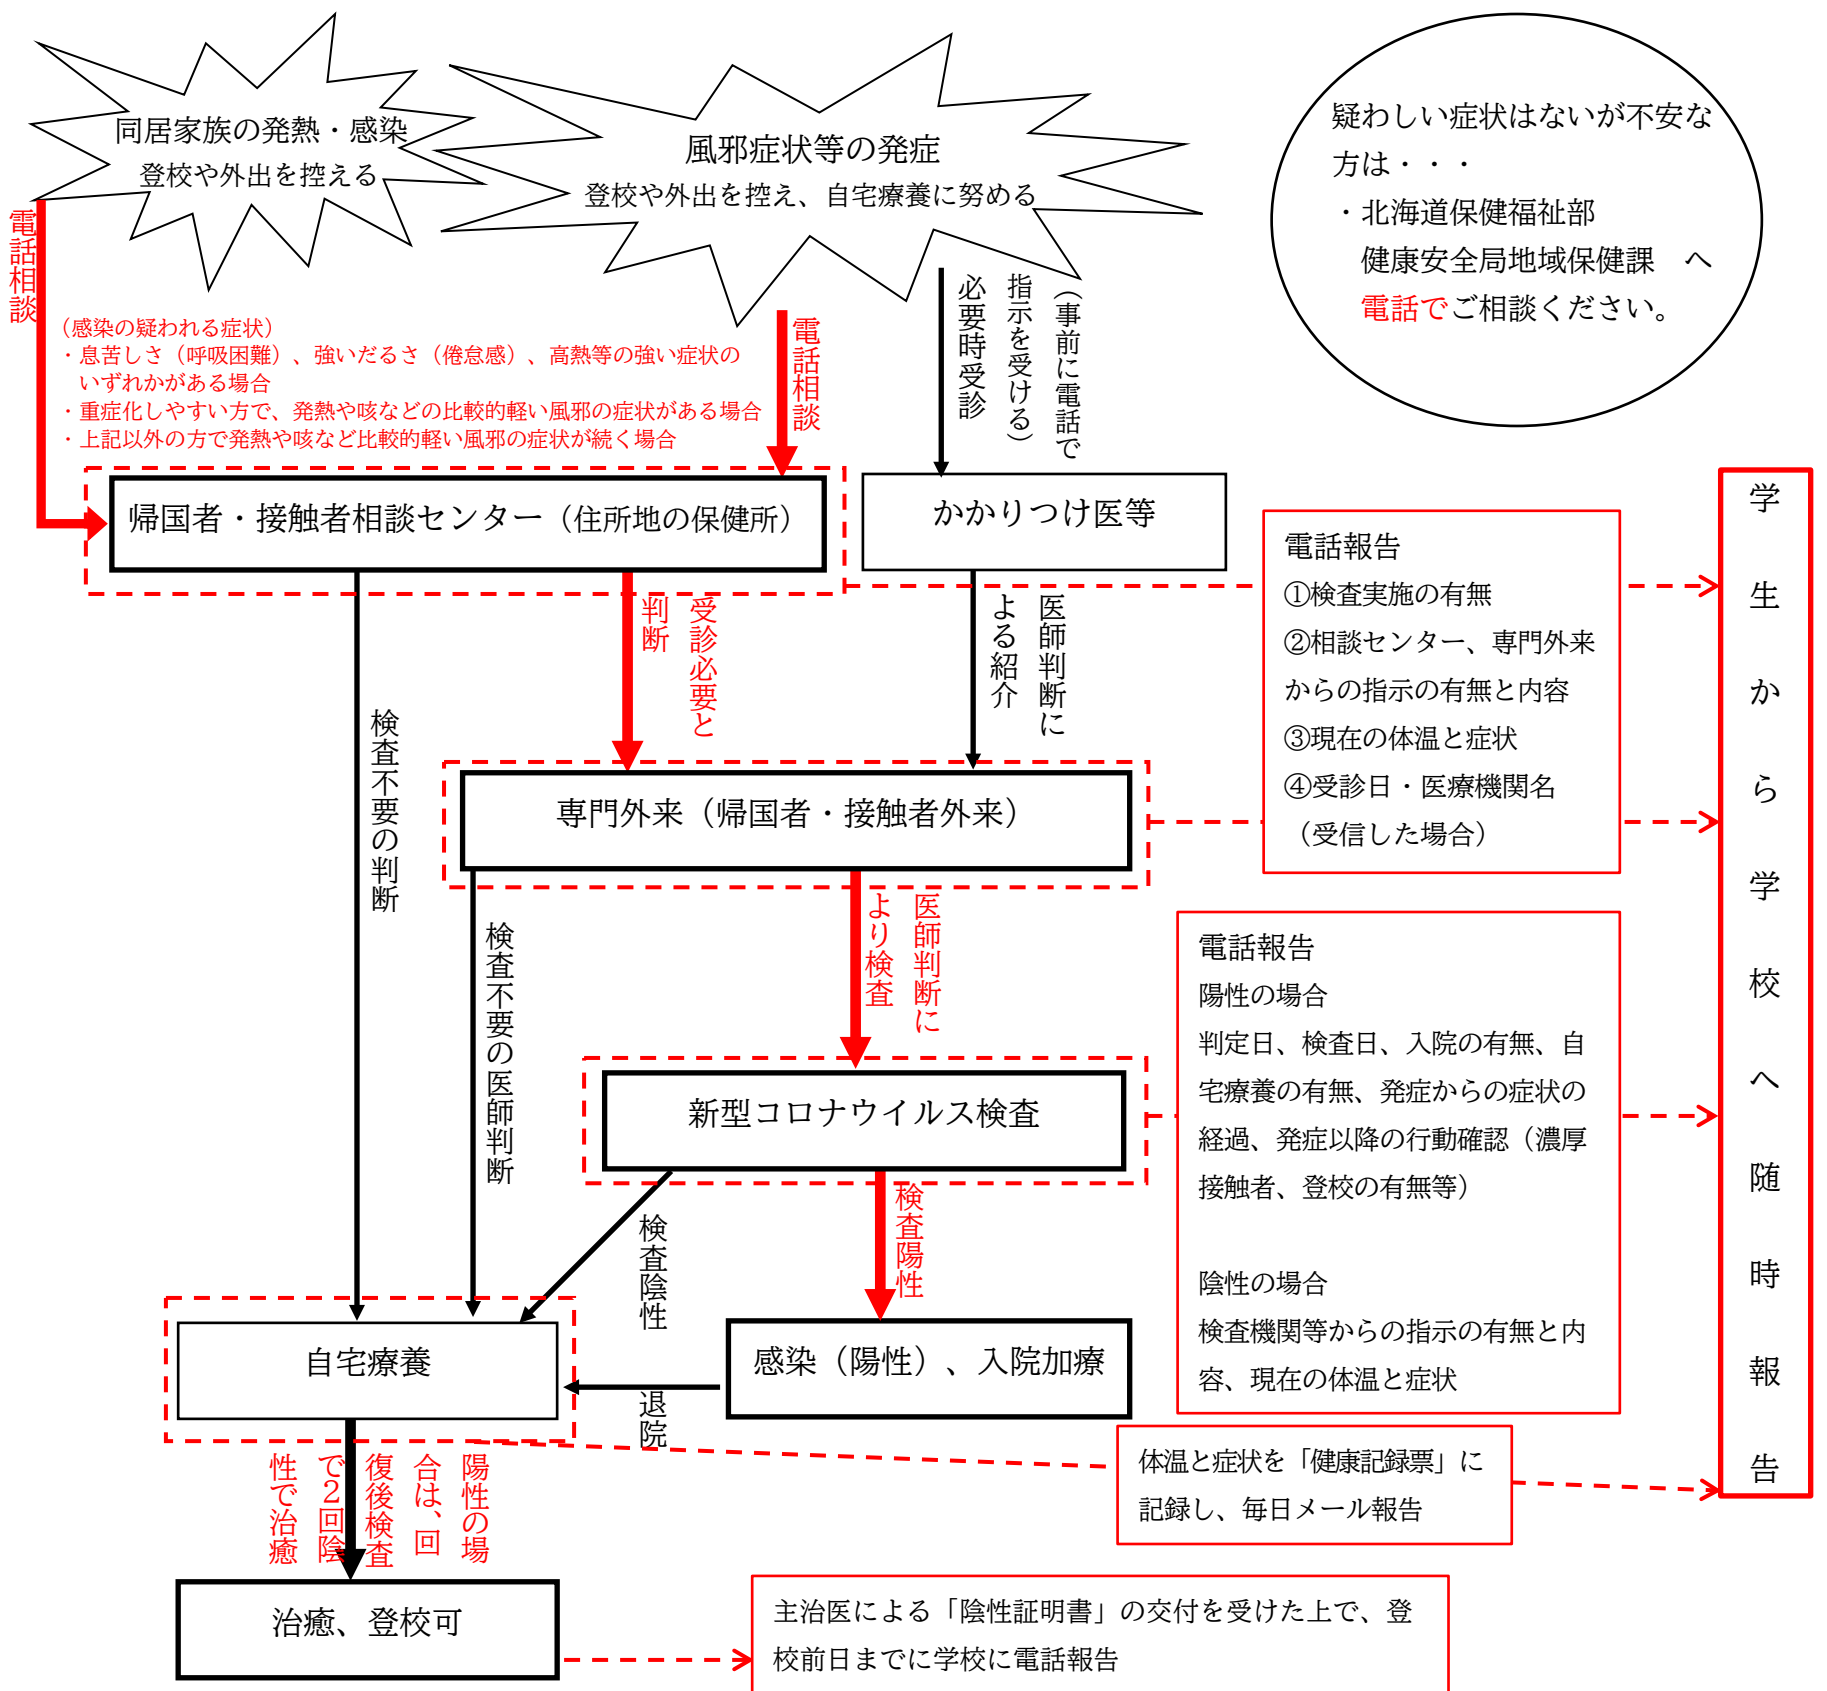 同居家族の発熱・感染
登校や外出を控える
風邪症状等の発症
登校や外出を控え、自宅療養に努める
疑わしい症状はないが不安な
方は・・・
・北海道保健福祉部
健康安全局地域保健課　へ
電話でご相談ください。
電話相談
（感染の疑われる症状）
・息苦しさ（呼吸困難）、強いだるさ（倦怠感）、高熱等の強い症状の
いずれかがある場合
・重症化しやすい方で、発熱や咳などの比較的軽い風邪の症状がある場合
・上記以外の方で発熱や咳など比較的軽い風邪の症状が続く場合
電話相談
（事前に電話で
指示を受ける）
必要時受診
帰国者・接触者相談センター（住所地の保健所）
かかりつけ医等
受診必要と
判断
医師判断に
よる紹介
検査不要の判断
電話報告
①検査実施の有無
②相談センター、専門外来
からの指示の有無と内容
③現在の体温と症状
④受診日・医療機関名
（受信した場合）
学生から学校へ随時報告
専門外来（帰国者・接触者外来）
医師判断に
より検査
検査不要の医師判断
電話報告
陽性の場合
判定日、検査日、入院の有無、自
宅療養の有無、発症からの症状の
経過、発症以降の行動確認（濃厚
接触者、登校の有無等）
陰性の場合
検査機関等からの指示の有無と内
容、現在の体温と症状
新型コロナウイルス検査
検査陰性
検査陽性
自宅療養
感染（陽性）、入院加療
退院
陽性の場
合は、回
復後検査
で２回陰
性で治癒
体温と症状を「健康記録票」に
記録し、毎日メール報告
治癒、登校可
主治医による「陰性証明書」の交付を受けた上で、登
校前日までに学校に電話報告